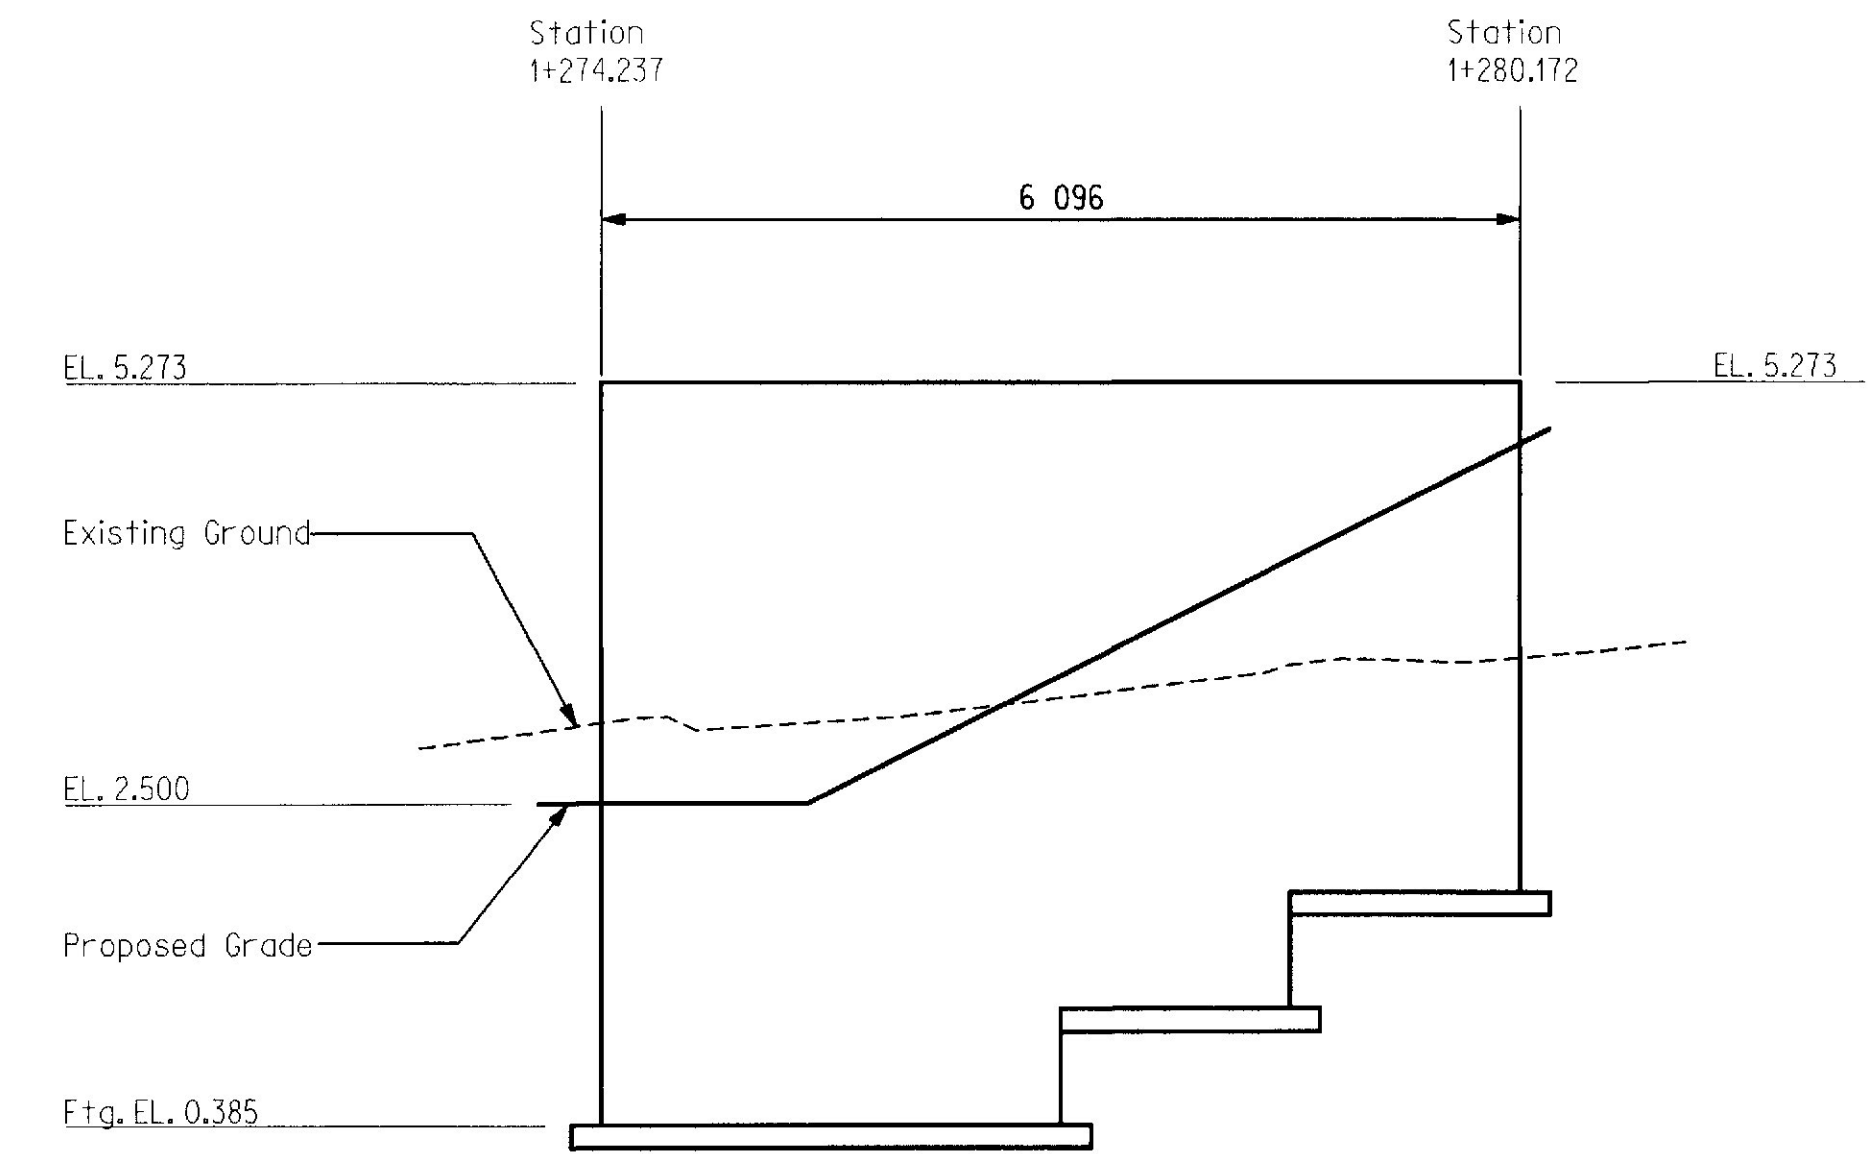 Station
1+274.237
Station
1+280.172
6 096
EL. 5.273
EL. 5.273
Existing Ground
EL. 2.500
Proposed Grade
Ftg. EL. 0.385